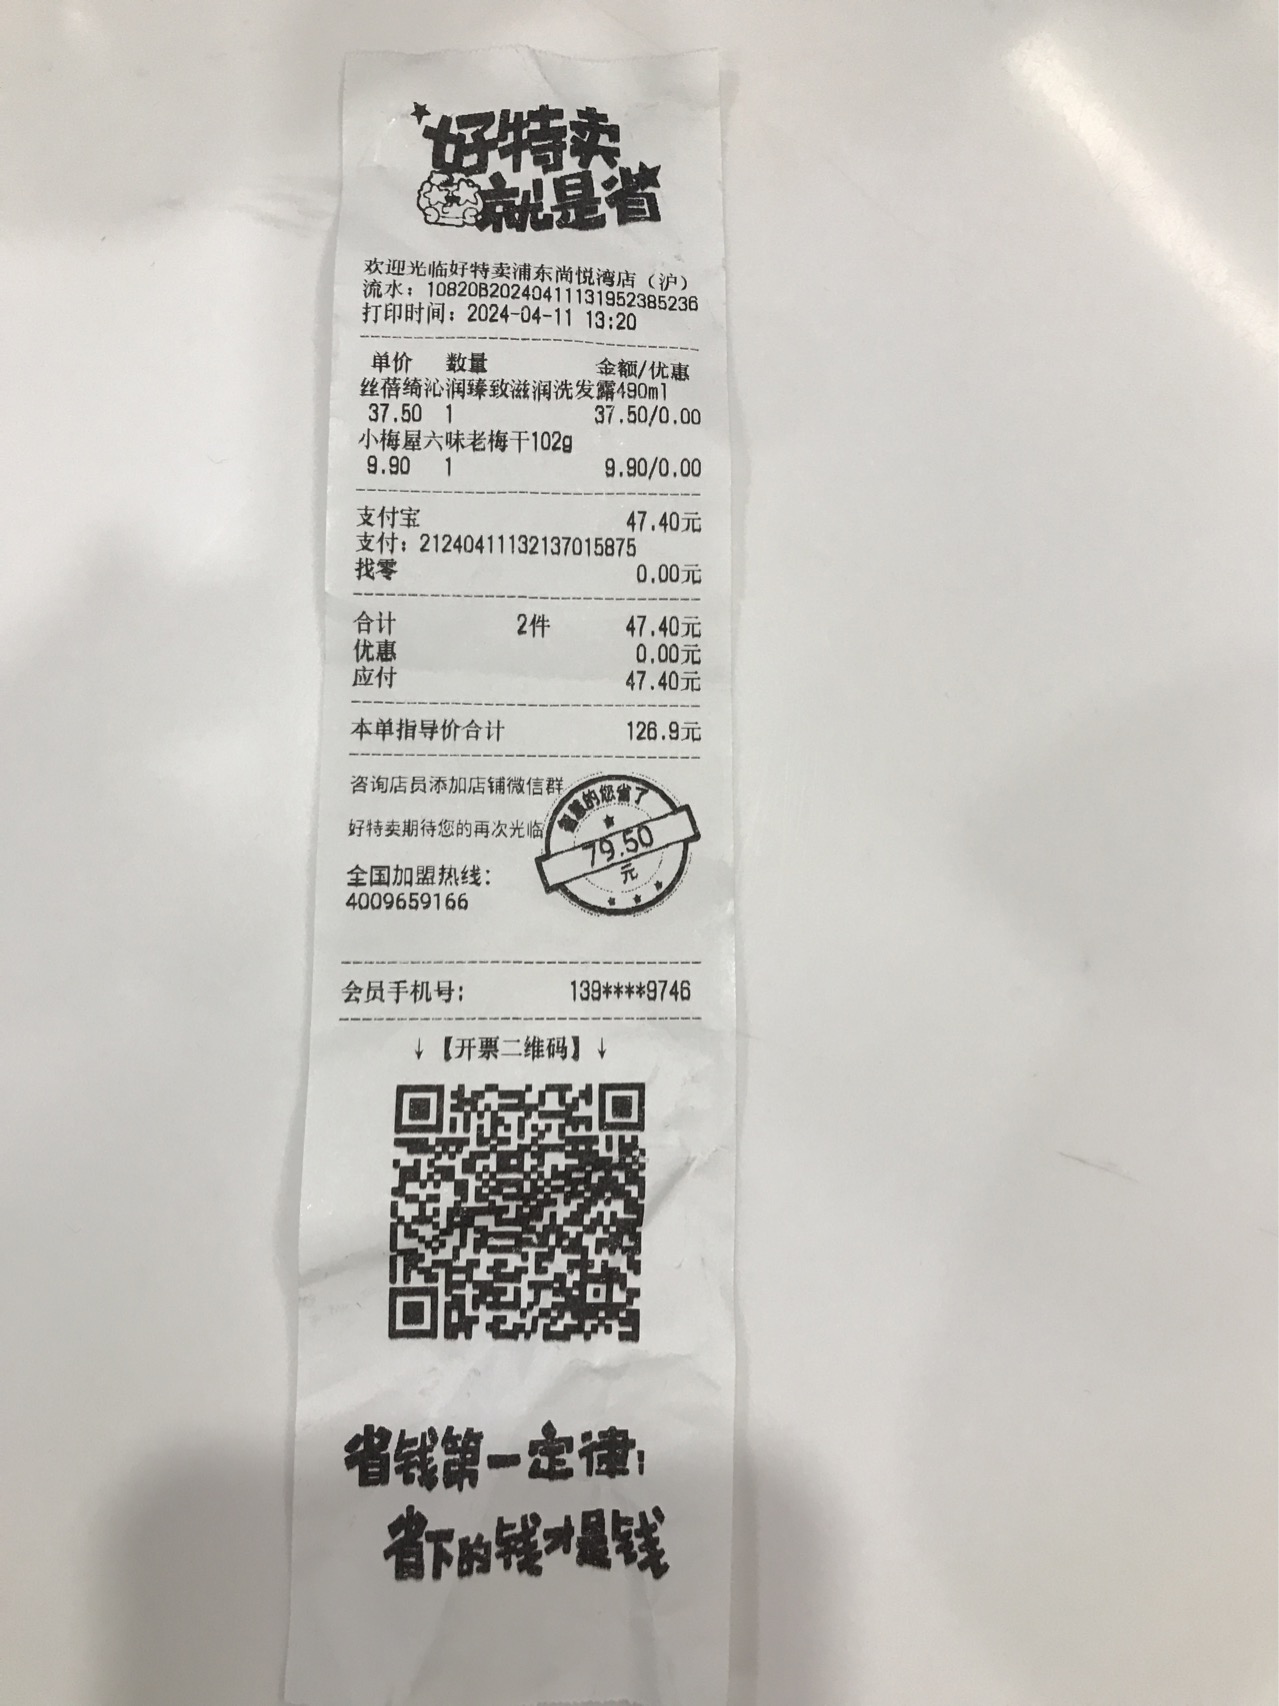 好特卖
就是省
欢迎光临好特卖浦东尚悦湾店（沪）
流水：10820B20240411131952385236
打印时间：2024-04-11 13:20
单价 数量 金额/优惠
丝蓓绮沁润臻致滋润洗发露490ml
37.50 1 37.50/0.00
小梅屋六味老梅干102g
9.90 1 9.90/0.00
支付宝 47.40元
支付：21240411132137015875
找零 0.00元
合计 2件 47.40元
优惠 0.00元
应付 47.40元
本单指导价合计 126.9元
咨询店员添加店铺微信群
好特卖期待您的再次光临
智慧的您省了
79.50
元
全国加盟热线：
4009659166
会员手机号： 139****9746
↓【开票二维码】↓
省钱第一定律：
省下的钱才是钱